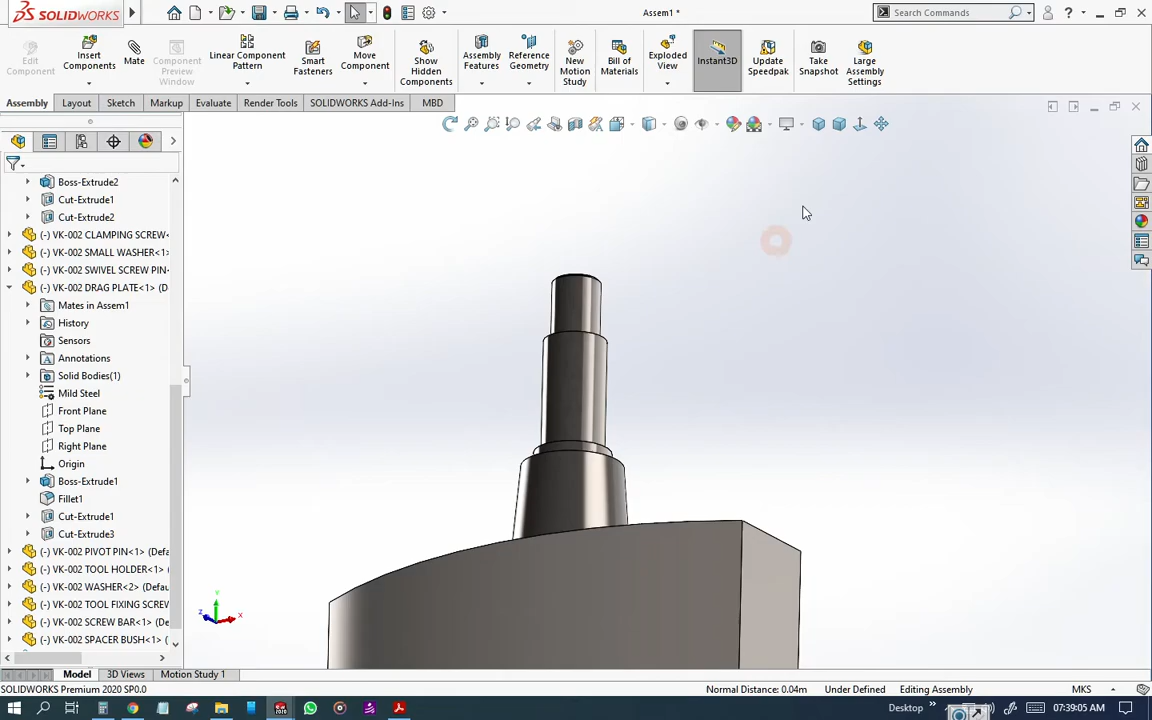 SOLIDWORKS
Assem1 *
Search Commands
Edit Component
Insert Components
Mate
Component Preview Window
Linear Component Pattern
Smart Fasteners
Move Component
Show Hidden Components
Assembly Features
Reference Geometry
New Motion Study
Bill of Materials
Exploded View
Instant3D
Update Speedpak
Take Snapshot
Large Assembly Settings
Assembly Layout Sketch Markup Evaluate Render Tools SOLIDWORKS Add-Ins MBD
Boss-Extrude2
Cut-Extrude1
Cut-Extrude2
(-) VK-002 CLAMPING SCREW<
(-) VK-002 SMALL WASHER<1>
(-) VK-002 SWIVEL SCREW PIN
(-) VK-002 DRAG PLATE<1> (D
Mates in Assem1
History
Sensors
Annotations
Solid Bodies(1)
Mild Steel
Front Plane
Top Plane
Right Plane
Origin
Boss-Extrude1
Fillet1
Cut-Extrude1
Cut-Extrude3
(-) VK-002 PIVOT PIN<1> (Defa
(-) VK-002 TOOL HOLDER<1> (
(-) VK-002 WASHER<2> (Defau
(-) VK-002 TOOL FIXING SCREW
(-) VK-002 SCREW BAR<1> (De
(-) VK-002 SPACER BUSH<1> (
Y
Z
X
Model 3D Views Motion Study 1
SOLIDWORKS Premium 2020 SP0.0
Normal Distance: 0.04m Under Defined Editing Assembly MKS
Desktop
07:39:05 AM